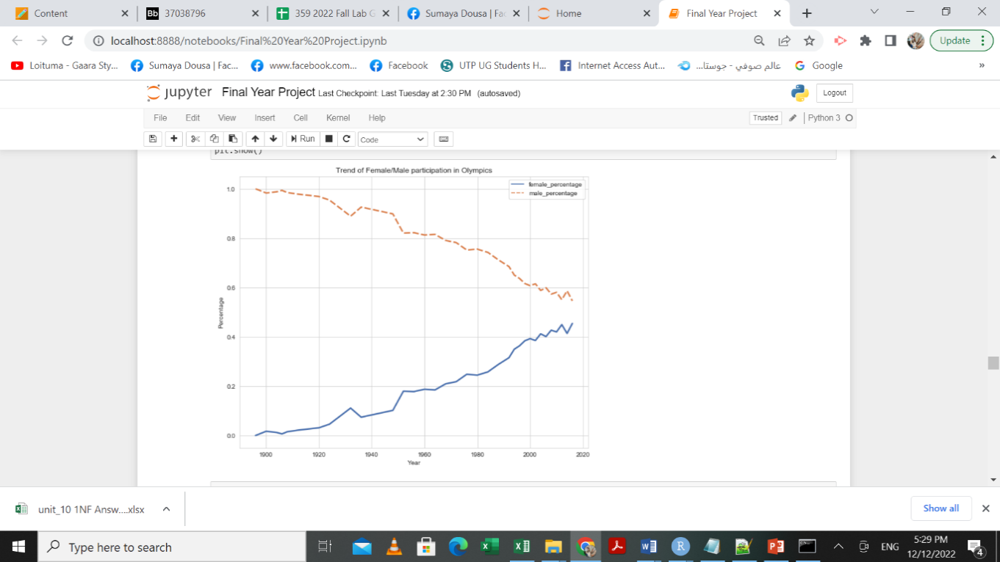 Content
Bb 37038796
359 2022 Fall Lab G
Sumaya Dousa | Fac
Home
Final Year Project
localhost:8888/notebooks/Final%20Year%20Project.ipynb
Update
Loituma - Gaara Sty...
Sumaya Dousa | Fac...
www.facebook.com...
Facebook
UTP UG Students H...
Internet Access Aut...
عالم صوفي - جوستا...
Google
»
jupyter Final Year Project Last Checkpoint: Last Tuesday at 2:30 PM (autosaved)
Logout
File Edit View Insert Cell Kernel Help
Trusted
Python 3
Run
Code
plt.show()
Trend of Female/Male participation in Olympics
female_percentage
male_percentage
1.0
0.8
0.6
0.4
0.2
0.0
Percentage
1900 1920 1940 1960 1980 2000 2020
Year
unit_10 1NF Answ....xlsx
Show all
Type here to search
ENG
5:29 PM
12/12/2022
4